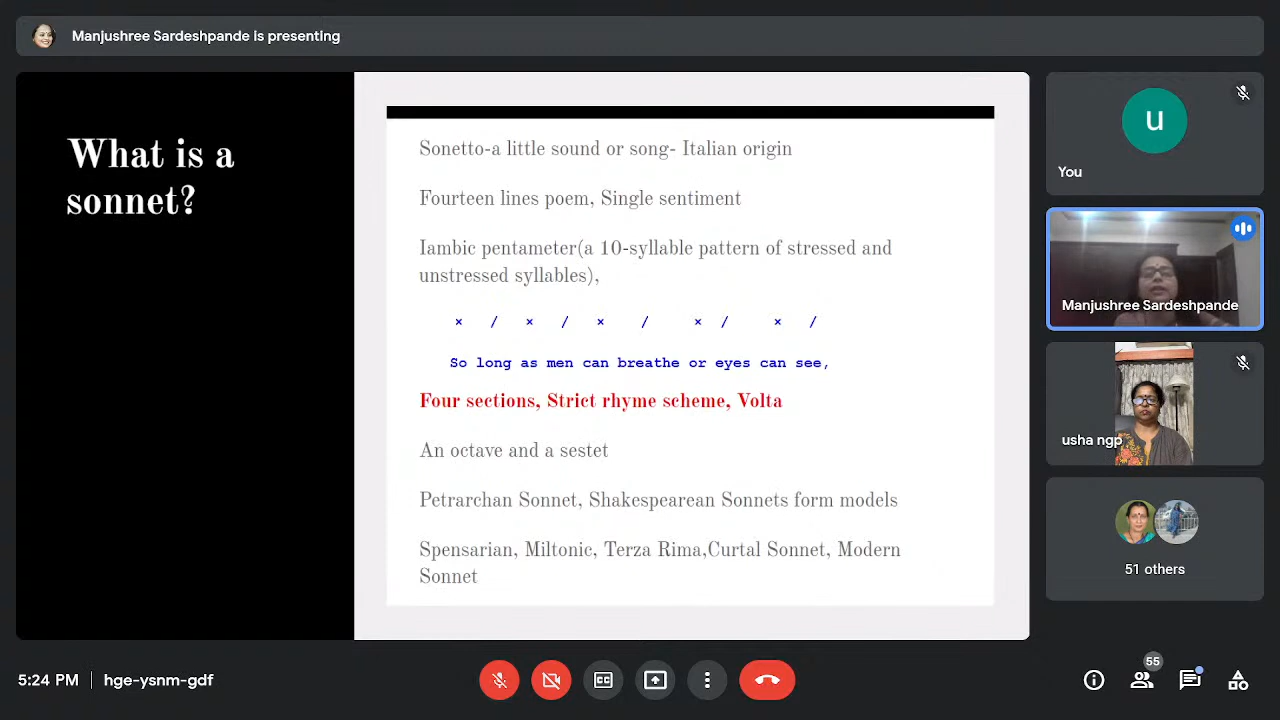 Manjushree Sardeshpande is presenting
What is a
sonnet?
Sonetto-a little sound or song- Italian origin
Fourteen lines poem, Single sentiment
Iambic pentameter(a 10-syllable pattern of stressed and
unstressed syllables),
× / × / × / × / × /
So long as men can breathe or eyes can see,
Four sections, Strict rhyme scheme, Volta
An octave and a sestet
Petrarchan Sonnet, Shakespearean Sonnets form models
Spensarian, Miltonic, Terza Rima,Curtal Sonnet, Modern
Sonnet
u
You
Manjushree Sardeshpande
usha ngp
51 others
5:24 PM | hge-ysnm-gdf
55